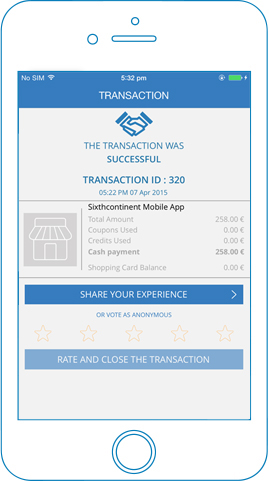 No SIM 5:32 pm
TRANSACTION
THE TRANSACTION WAS
SUCCESSFUL
TRANSACTION ID : 320
05:22 PM 07 Apr 2015
Sixthcontinent Mobile App
Total Amount 258.00 €
Coupons Used 0.00 €
Credits Used 0.00 €
Cash payment 258.00 €
Shopping Card Balance 0.00 €
SHARE YOUR EXPERIENCE
OR VOTE AS ANONYMOUS
RATE AND CLOSE THE TRANSACTION